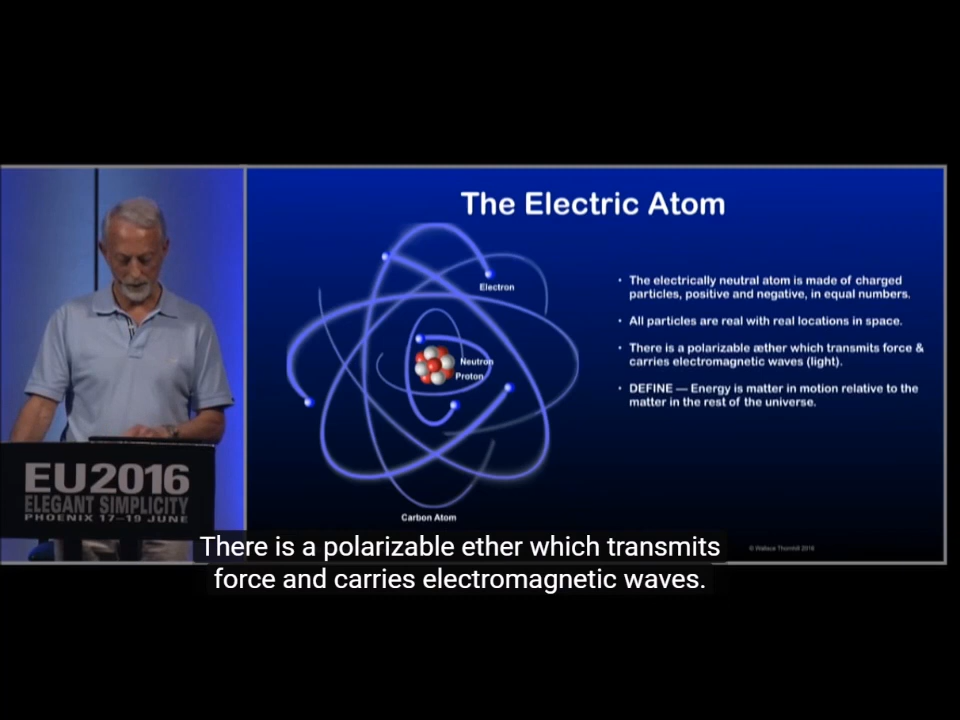 The Electric Atom
Electron
Neutron
Proton
Carbon Atom
• The electrically neutral atom is made of charged
particles, positive and negative, in equal numbers.
• All particles are real with real locations in space.
• There is a polarizable æther which transmits force &
carries electromagnetic waves (light).
• DEFINE — Energy is matter in motion relative to the
matter in the rest of the universe.
© Wallace Thornhill 2016
EU2016
ELEGANT SIMPLICITY
PHOENIX 17–19 JUNE
There is a polarizable ether which transmits
force and carries electromagnetic waves.